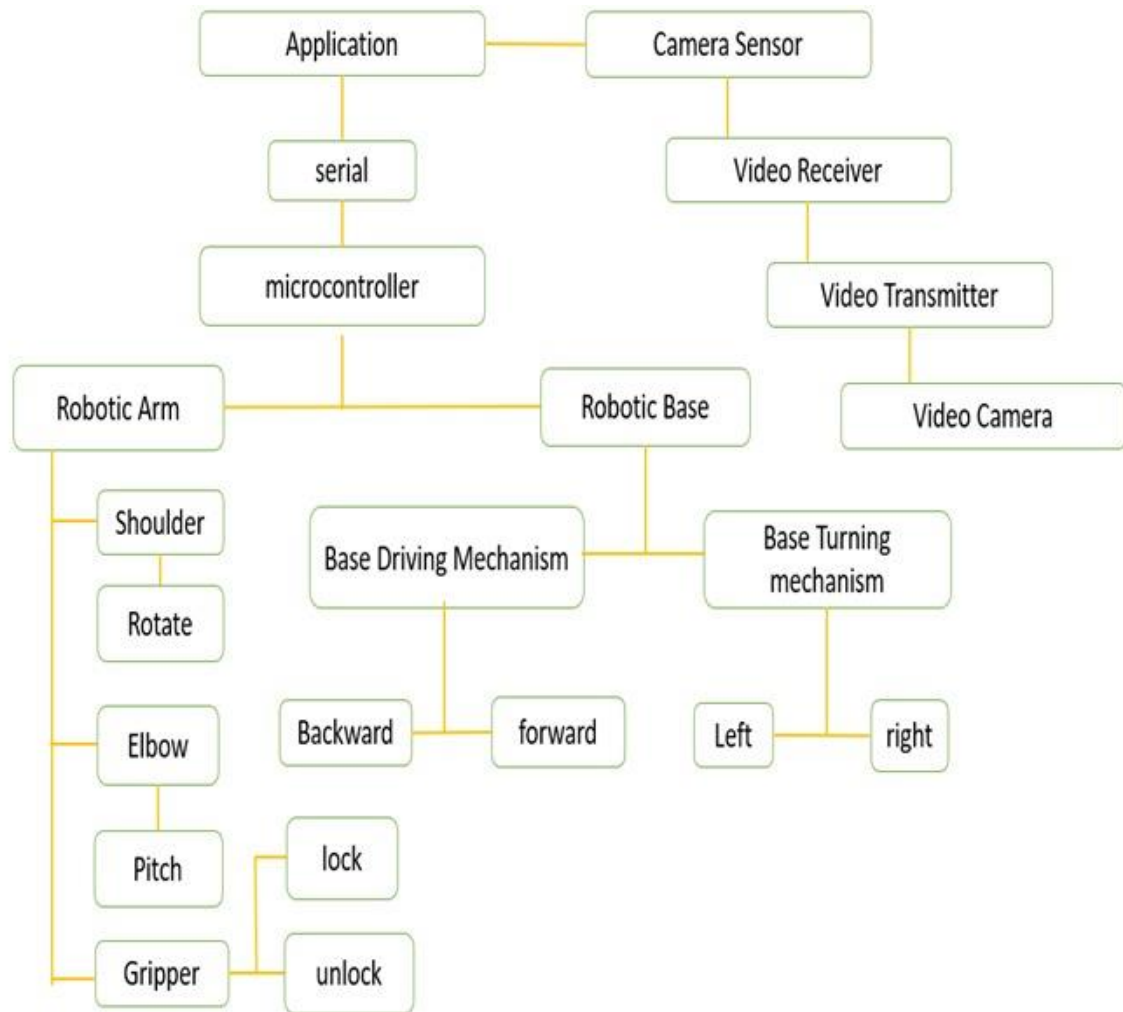 Application
Camera Sensor
serial
Video Receiver
microcontroller
Video Transmitter
Robotic Arm
Robotic Base
Video Camera
Shoulder
Base Driving Mechanism
Base Turning
mechanism
Rotate
Elbow
Backward
forward
Left
right
Pitch
lock
Gripper
unlock